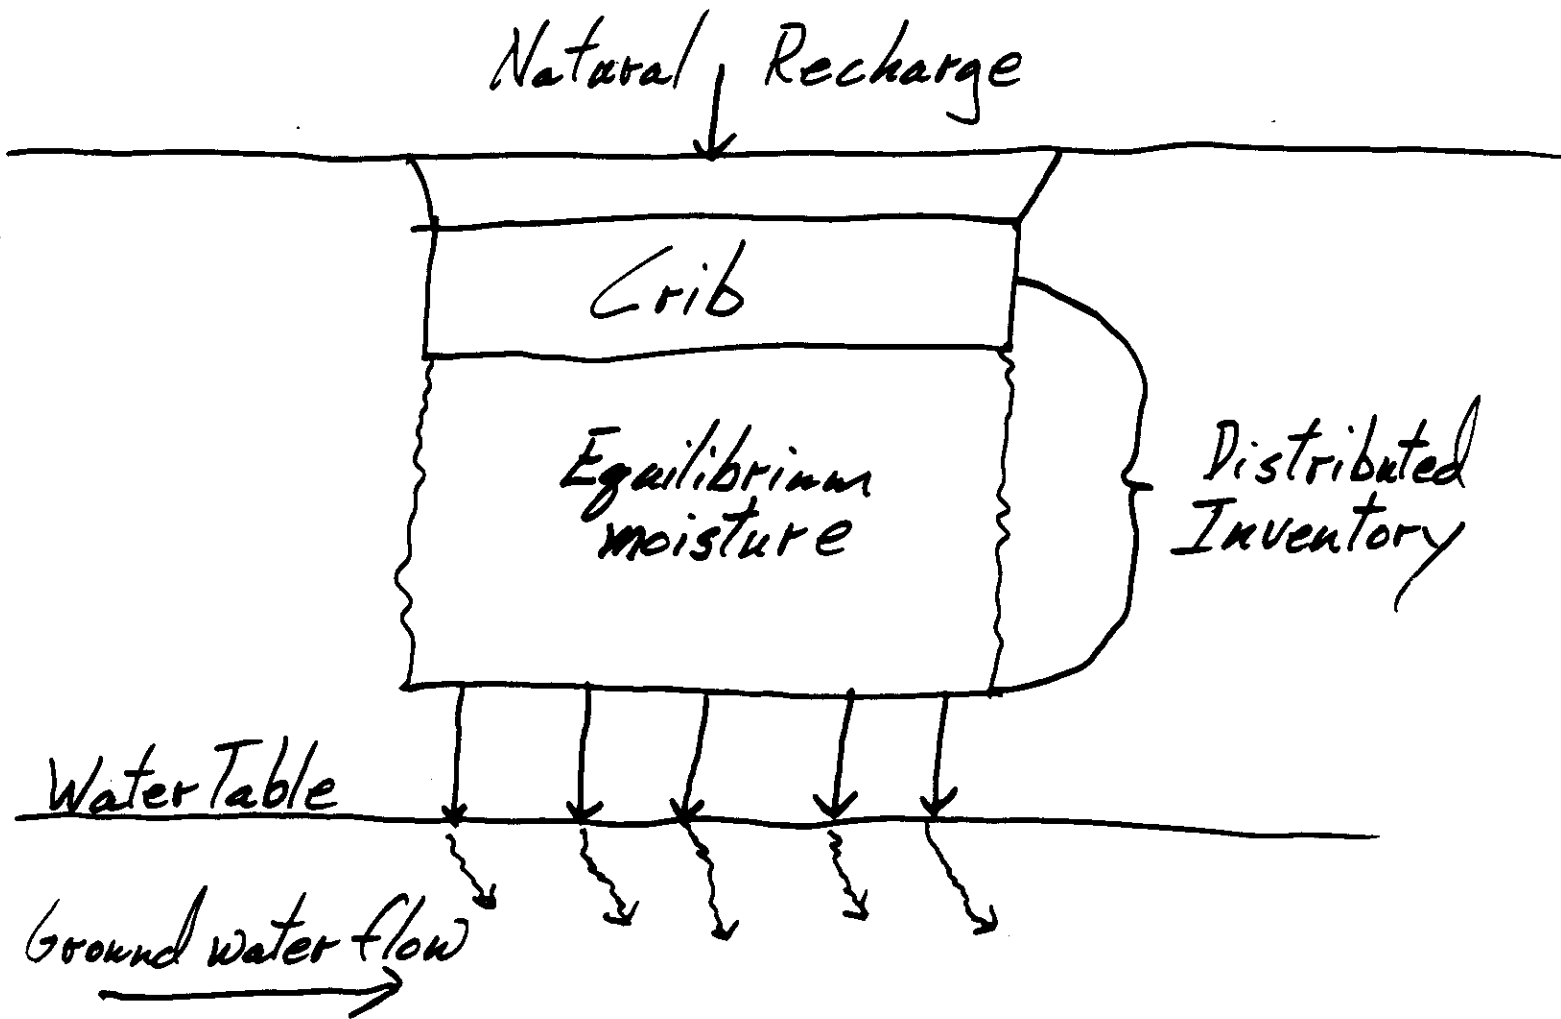 Natural Recharge
Crib
Equilibrium
moisture
Distributed
Inventory
Water Table
Ground water flow